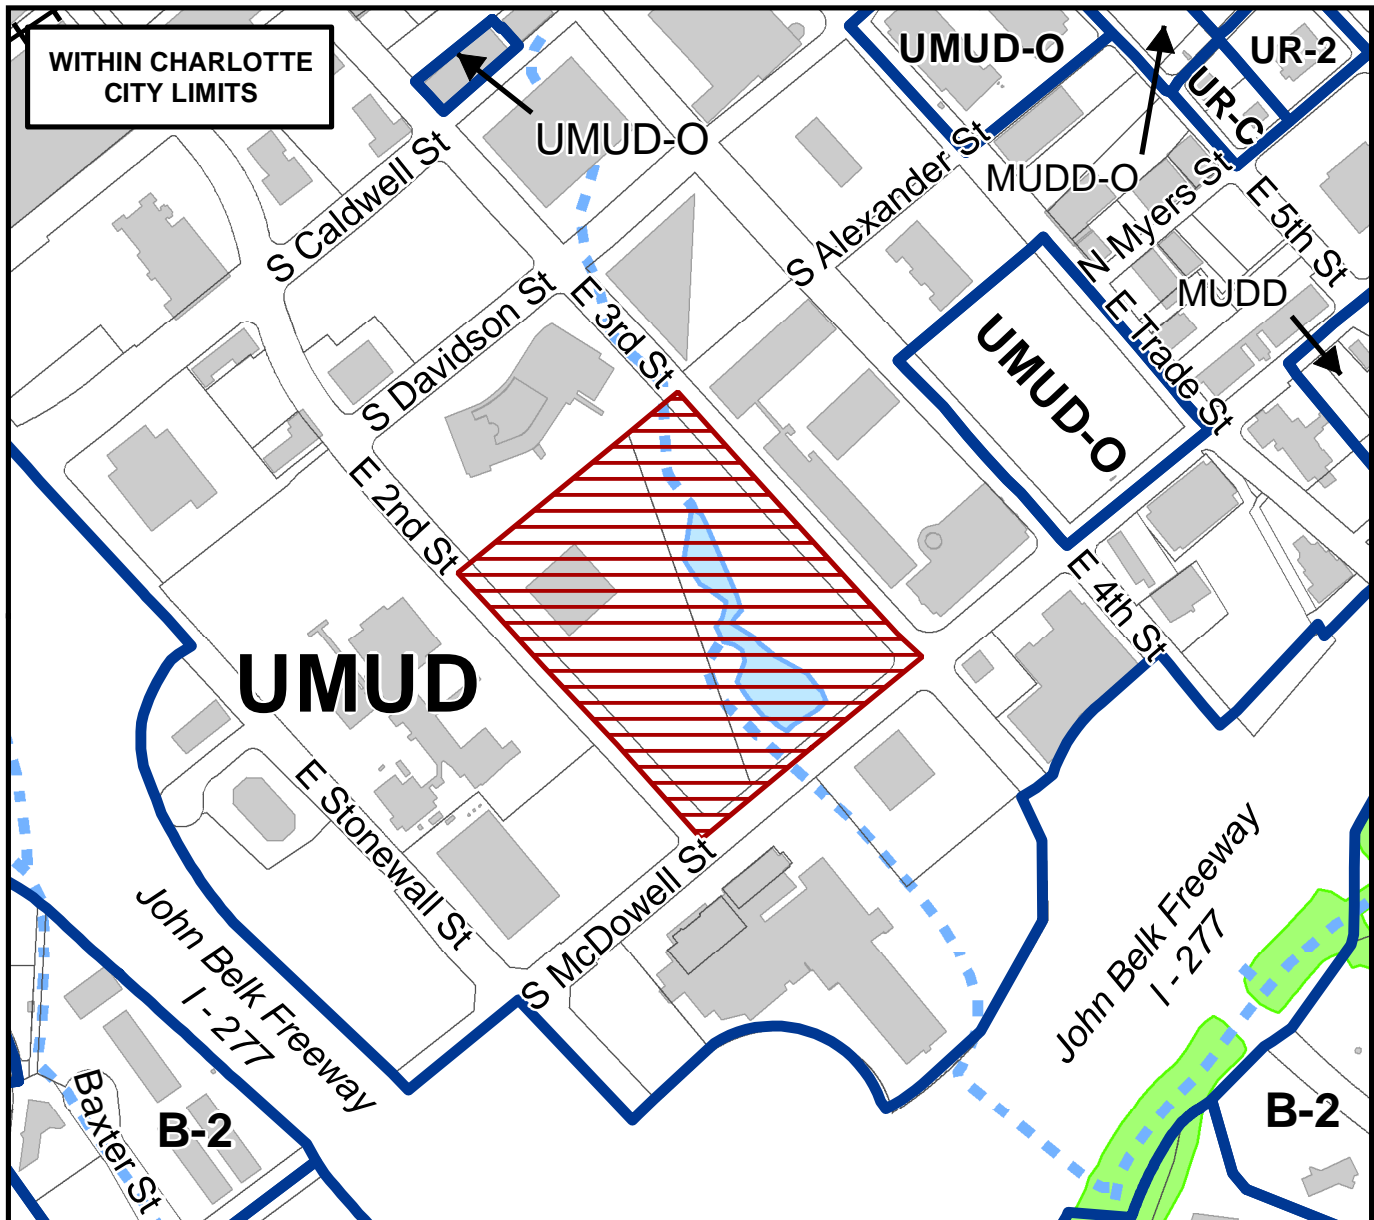 WITHIN CHARLOTTE
CITY LIMITS
UMUD-O
UR-2
UR-C
UMUD-O
MUDD-O
S Caldwell St
S Alexander St
N Myers St
E 5th St
MUDD
S Davidson St
E 3rd St
E Trade St
UMUD-O
E 2nd St
E 4th St
UMUD
E Stonewall St
S McDowell St
John Belk Freeway
I - 277
John Belk Freeway
I - 277
Baxter St
B-2
B-2